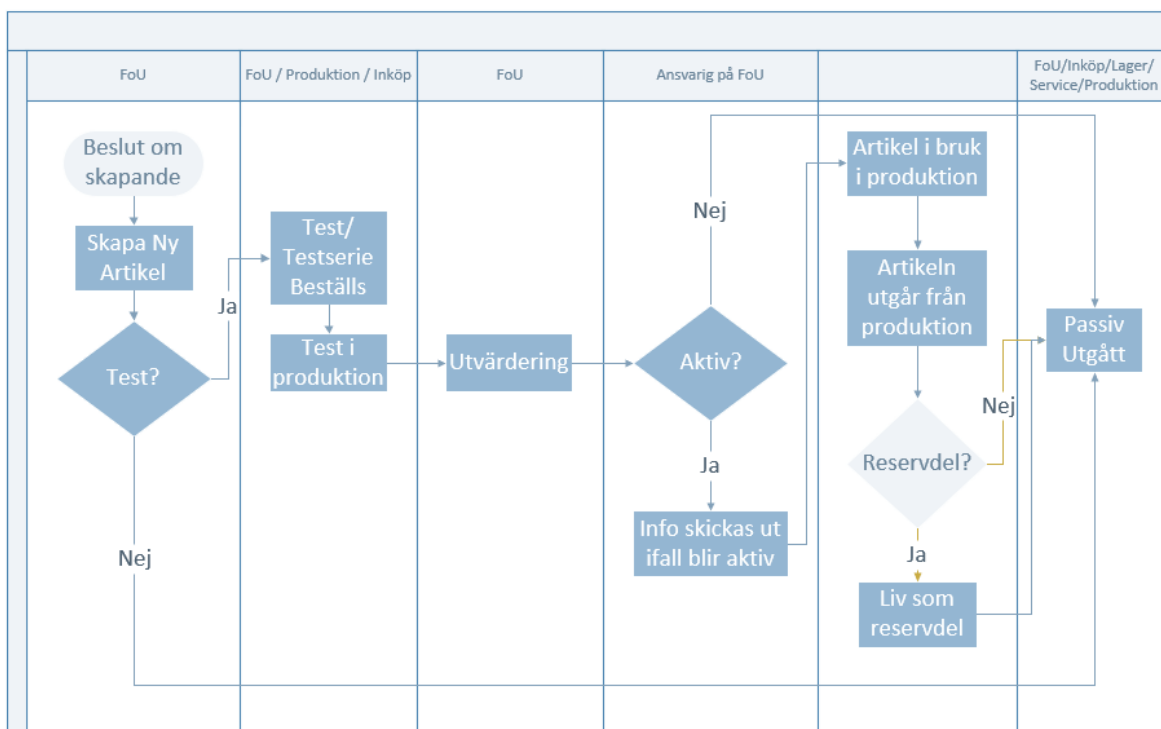 FoU
FoU / Produktion / Inköp
FoU
Ansvarig på FoU
FoU/Inköp/Lager/
Service/Produktion
Beslut om
skapande
Skapa Ny
Artikel
Test?
Ja
Nej
Test/
Testserie
Beställs
Test i
produktion
Utvärdering
Aktiv?
Nej
Ja
Info skickas ut
ifall blir aktiv
Artikel i bruk
i produktion
Artikeln
utgår från
produktion
Reservdel?
Nej
Ja
Liv som
reservdel
Passiv
Utgått